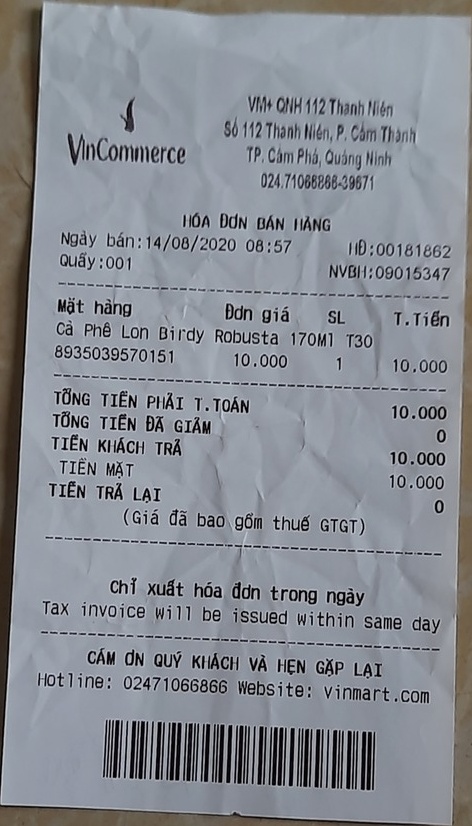 VinCommerce
VM+ QNH 112 Thanh Niên
Số 112 Thanh Niên, P. Cẩm Thành
TP. Cẩm Phả, Quảng Ninh
024.71066866-39671
HÓA ĐƠN BÁN HÀNG
Ngày bán:14/08/2020 08:57 HĐ:00181862
Quầy:001 NVBH:09015347
Mặt hàng Đơn giá SL T.Tiền
Cà Phê Lon Birdy Robusta 170Ml T30
8935039570151 10.000 1 10.000
TỔNG TIỀN PHẢI T.TOÁN 10.000
TỔNG TIỀN ĐÃ GIẢM 0
TIỀN KHÁCH TRẢ 10.000
TIỀN MẶT 10.000
TIỀN TRẢ LẠI 0
(Giá đã bao gồm thuế GTGT)
Chỉ xuất hóa đơn trong ngày
Tax invoice will be issued within same day
CẢM ƠN QUÝ KHÁCH VÀ HẸN GẶP LẠI
Hotline: 02471066866 Website: vinmart.com